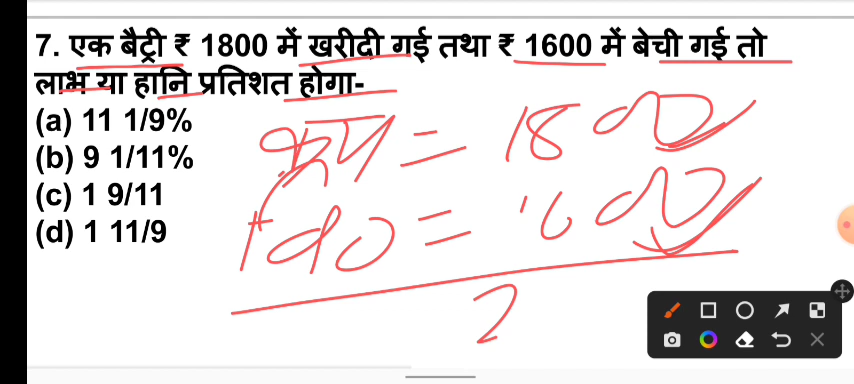 7. एक बैट्री ₹ 1800 में खरीदी गई तथा ₹ 1600 में बेची गई तो
लाभ या हानि प्रतिशत होगा-
(a) 11 1/9%
(b) 9 1/11%
(c) 1 9/11
(d) 1 11/9
क्रय = 1800
= 1600
2